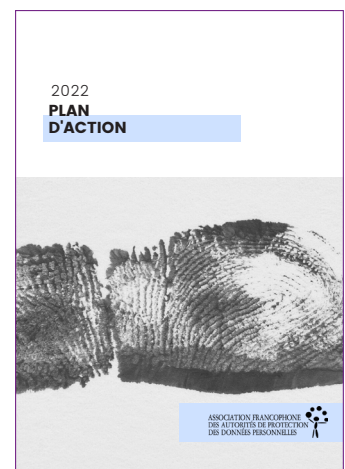 2022
PLAN
D'ACTION
ASSOCIATION FRANCOPHONE
DES AUTORITÉS DE PROTECTION
DES DONNÉES PERSONNELLES